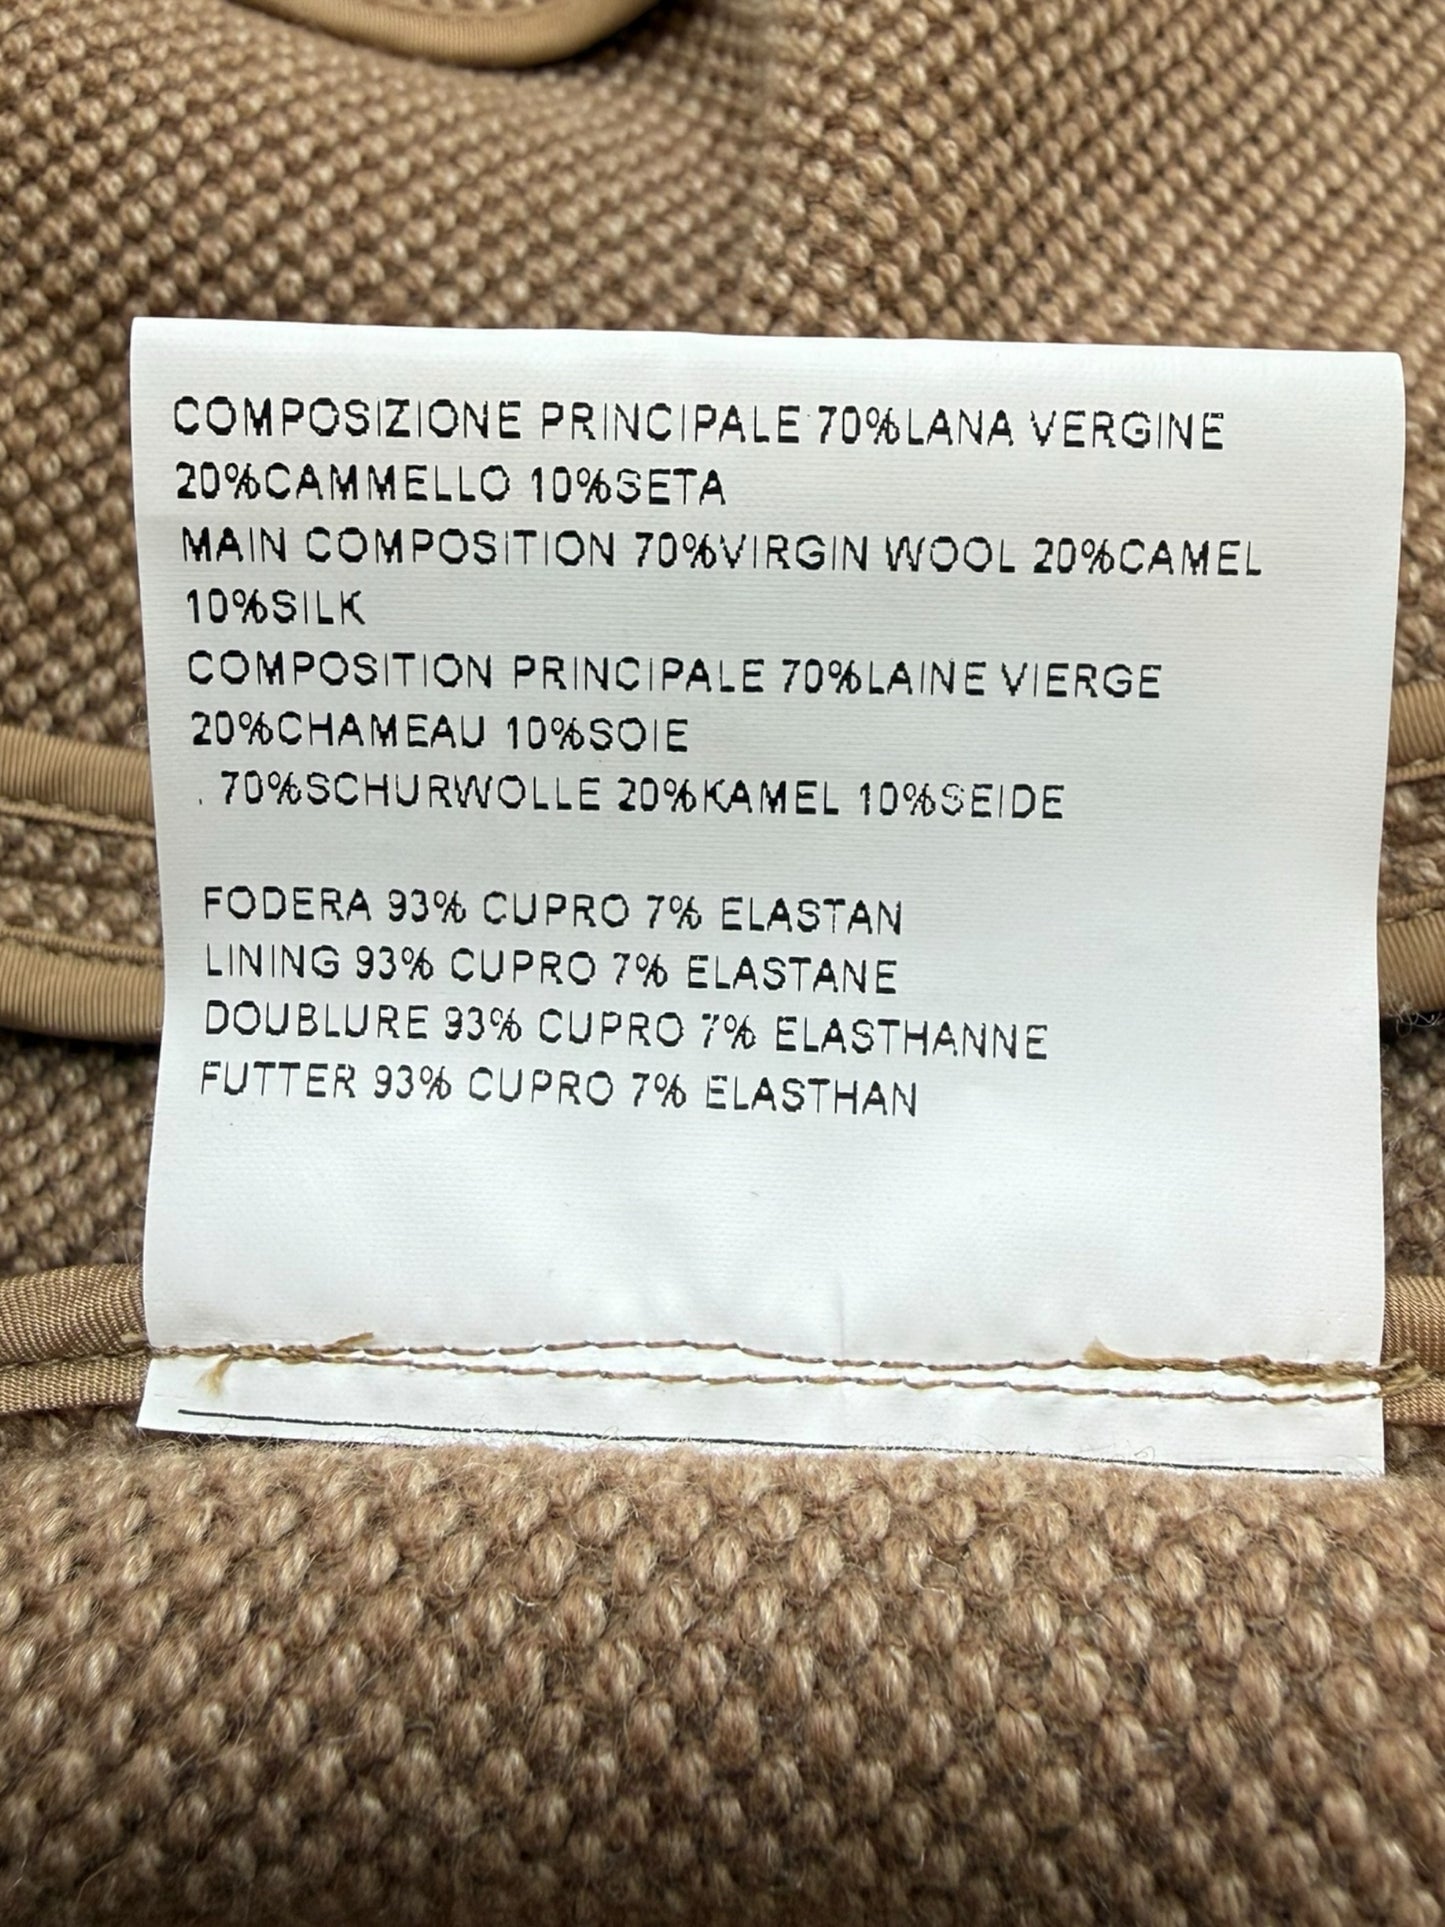 COMPOSIZIONE PRINCIPALE 70%LANA VERGINE
20%CAMMELLO 10%SETA
MAIN COMPOSITION 70%VIRGIN WOOL 20%CAMEL
10%SILK
COMPOSITION PRINCIPALE 70%LAINE VIERGE
20%CHAMEAU 10%SOIE
. 70%SCHURWOLLE 20%KAMEL 10%SEIDE
FODERA 93% CUPRO 7% ELASTAN
LINING 93% CUPRO 7% ELASTANE
DOUBLURE 93% CUPRO 7% ELASTHANNE
FUTTER 93% CUPRO 7% ELASTHAN